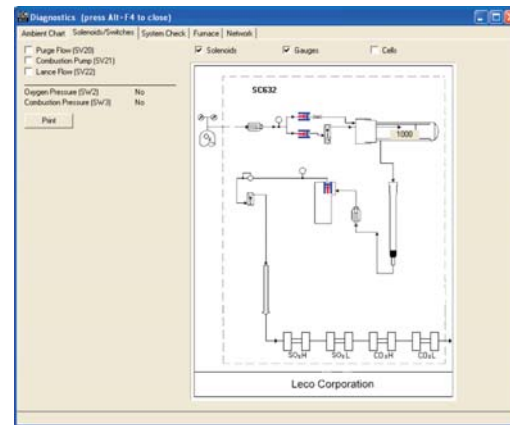 Diagnostics (press Alt-F4 to close)
Ambient Chart Solenoids/Switches System Check Furnace Network
Purge Flow (SV20)
Combustion Pump (SV21)
Lance Flow (SV22)
Solenoids Gauges Cells
Oxygen Pressure (SW2) No
Combustion Pressure (SW3) No
Print
SC632
1000
SO₂H SO₂L CO₂H CO₂L
Leco Corporation